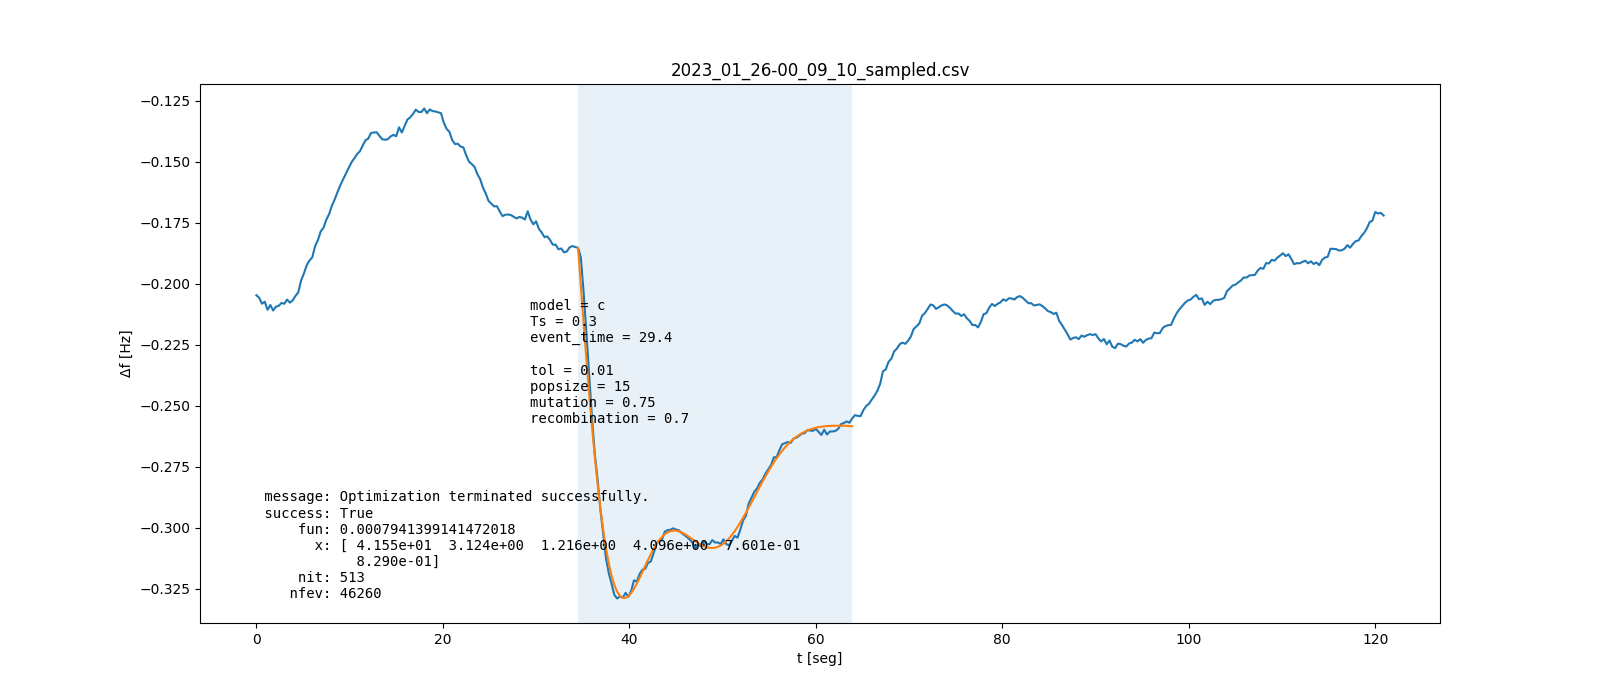 2023_01_26-00_09_10_sampled.csv
−0.125
−0.150
−0.175
−0.200
−0.225
−0.250
−0.275
−0.300
−0.325
Δf [Hz]
model = c
Ts = 0.3
event_time = 29.4
tol = 0.01
popsize = 15
mutation = 0.75
recombination = 0.7
message: Optimization terminated successfully.
success: True
fun: 0.0007941399141472018
x: [ 4.155e+01 3.124e+00 1.216e+00 4.096e+00 7.601e-01
8.290e-01]
nit: 513
nfev: 46260
0 20 40 60 80 100 120
t [seg]